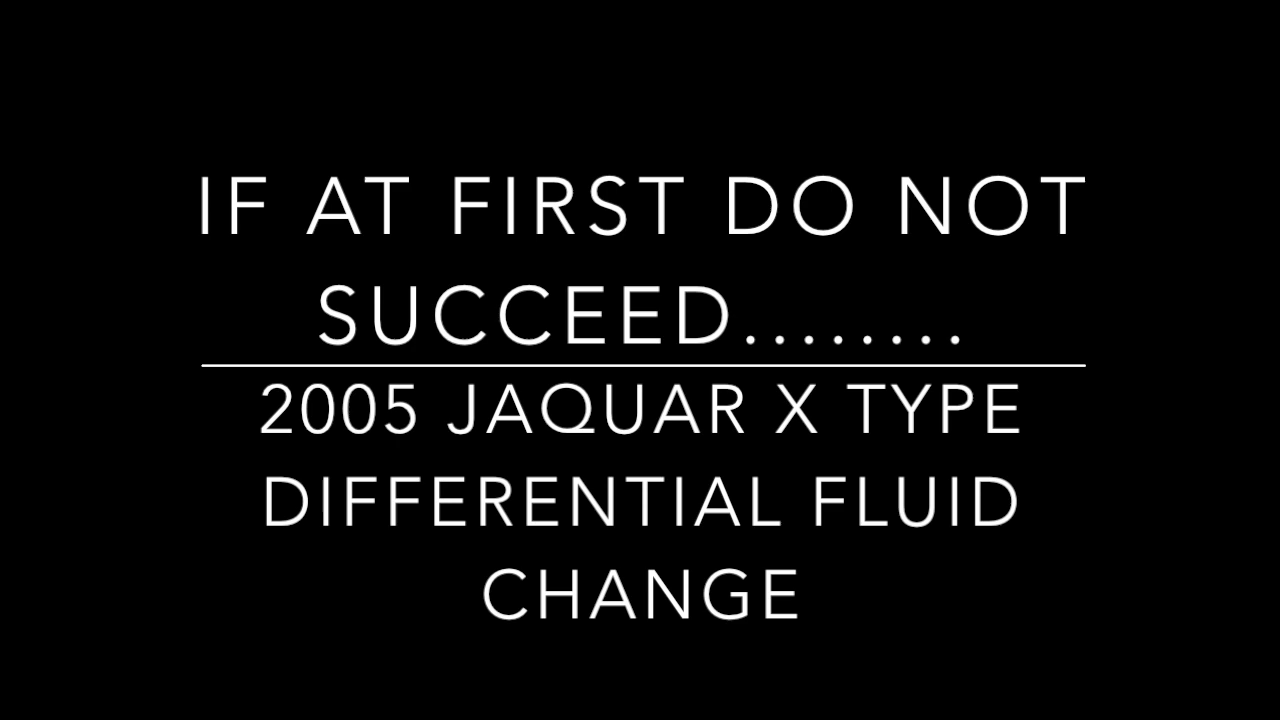 IF AT FIRST DO NOT
SUCCEED........
2005 JAQUAR X TYPE
DIFFERENTIAL FLUID
CHANGE